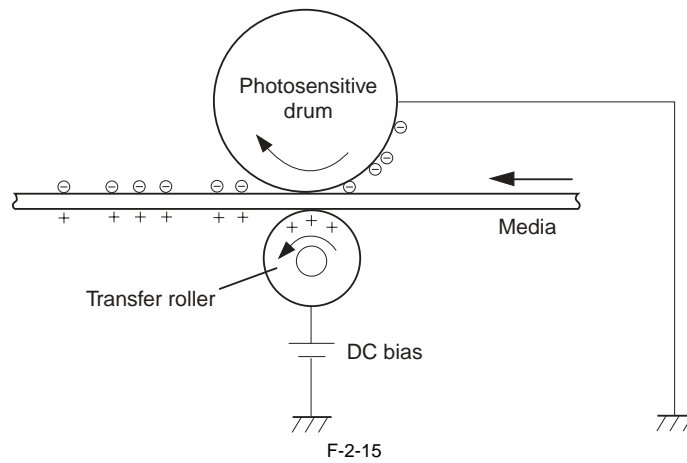 Photosensitive
drum
Media
Transfer roller
DC bias
F-2-15